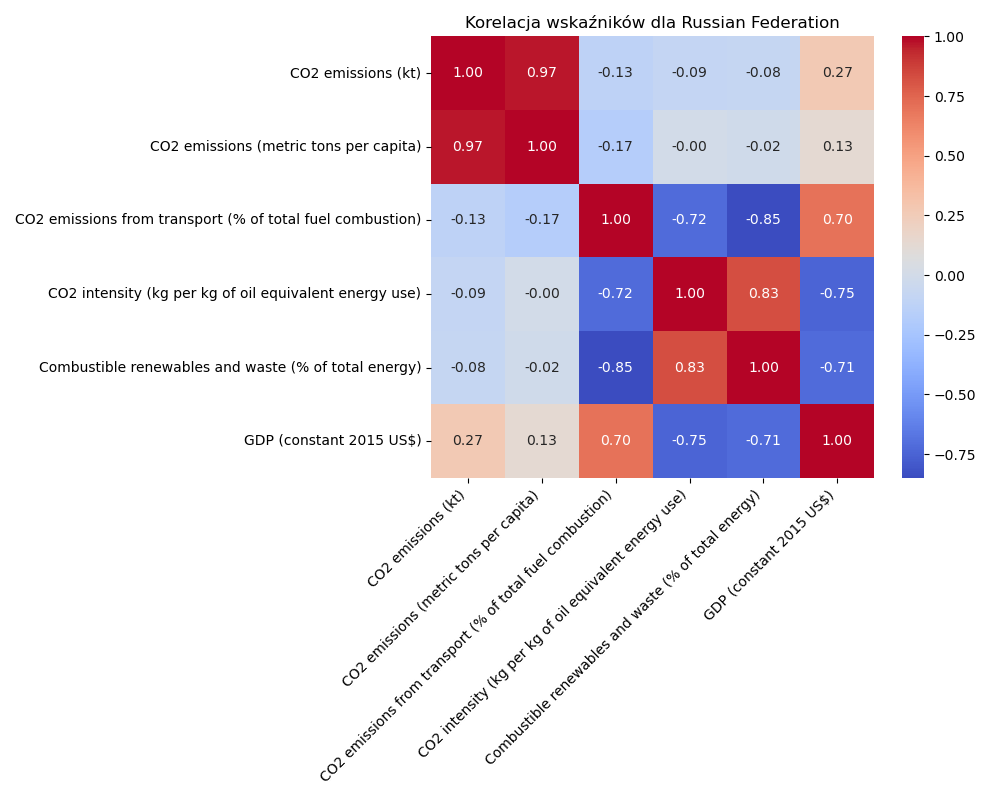 Korelacja wskaźników dla Russian Federation
CO2 emissions (kt)
1.00 0.97 -0.13 -0.09 -0.08 0.27
CO2 emissions (metric tons per capita)
0.97 1.00 -0.17 -0.00 -0.02 0.13
CO2 emissions from transport (% of total fuel combustion)
-0.13 -0.17 1.00 -0.72 -0.85 0.70
CO2 intensity (kg per kg of oil equivalent energy use)
-0.09 -0.00 -0.72 1.00 0.83 -0.75
Combustible renewables and waste (% of total energy)
-0.08 -0.02 -0.85 0.83 1.00 -0.71
GDP (constant 2015 US$)
0.27 0.13 0.70 -0.75 -0.71 1.00
CO2 emissions (kt)
CO2 emissions (metric tons per capita)
CO2 emissions from transport (% of total fuel combustion)
CO2 intensity (kg per kg of oil equivalent energy use)
Combustible renewables and waste (% of total energy)
GDP (constant 2015 US$)
1.00
0.75
0.50
0.25
0.00
−0.25
−0.50
−0.75